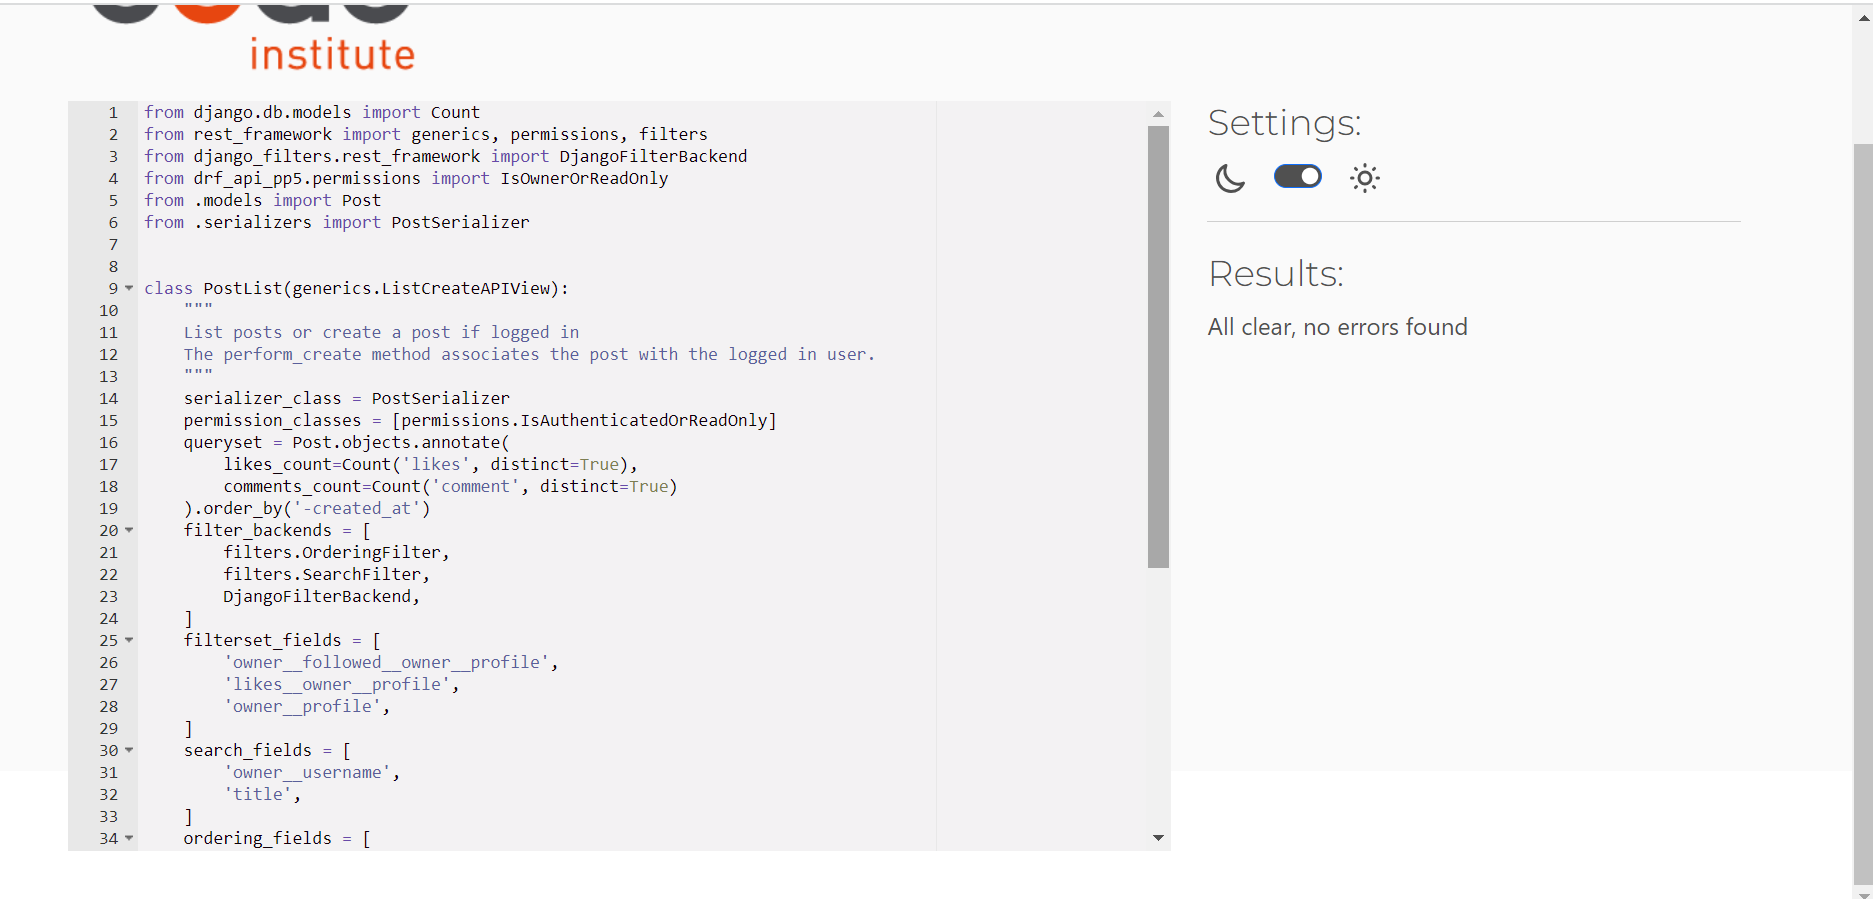 institute
1 from django.db.models import Count
2 from rest_framework import generics, permissions, filters
3 from django_filters.rest_framework import DjangoFilterBackend
4 from drf_api_pp5.permissions import IsOwnerOrReadOnly
5 from .models import Post
6 from .serializers import PostSerializer
7
8
9 class PostList(generics.ListCreateAPIView):
10     """
11     List posts or create a post if logged in
12     The perform_create method associates the post with the logged in user.
13     """
14     serializer_class = PostSerializer
15     permission_classes = [permissions.IsAuthenticatedOrReadOnly]
16     queryset = Post.objects.annotate(
17         likes_count=Count('likes', distinct=True),
18         comments_count=Count('comment', distinct=True)
19     ).order_by('-created_at')
20     filter_backends = [
21         filters.OrderingFilter,
22         filters.SearchFilter,
23         DjangoFilterBackend,
24     ]
25     filterset_fields = [
26         'owner__followed__owner__profile',
27         'likes__owner__profile',
28         'owner__profile',
29     ]
30     search_fields = [
31         'owner__username',
32         'title',
33     ]
34     ordering_fields = [
Settings:
Results:
All clear, no errors found